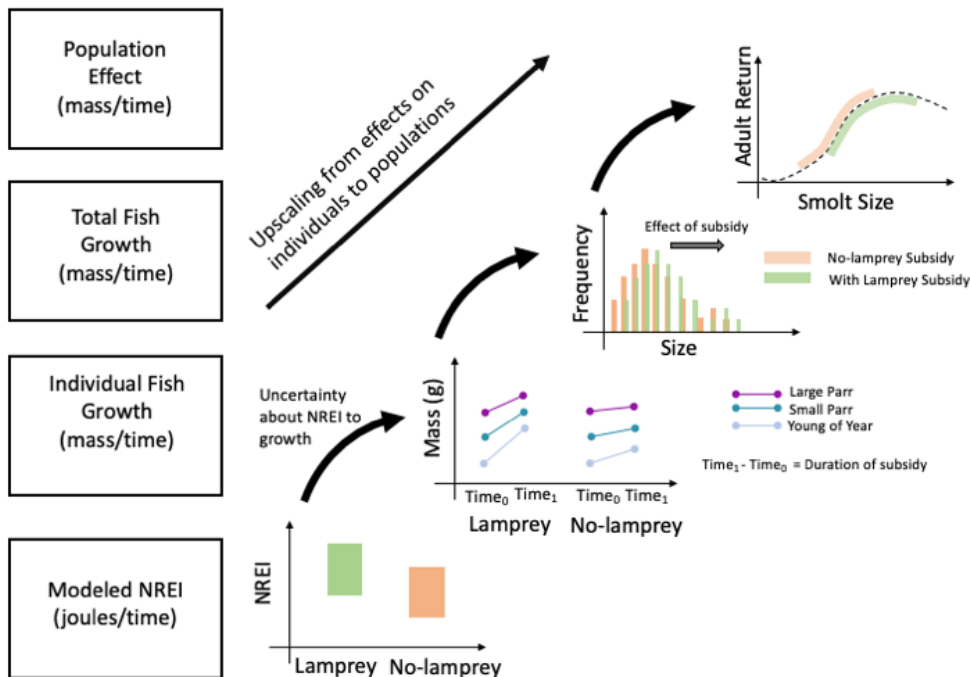 Population
Effect
(mass/time)
Total Fish
Growth
(mass/time)
Individual Fish
Growth
(mass/time)
Modeled NREI
(joules/time)
Upscaling from effects on
individuals to populations
Adult Return
Smolt Size
Effect of subsidy
Frequency
Size
No-lamprey Subsidy
With Lamprey Subsidy
Uncertainty
about NREI to
growth
Mass (g)
Time₀ Time₁ Time₀ Time₁
Lamprey No-lamprey
Large Parr
Small Parr
Young of Year
Time₁ - Time₀ = Duration of subsidy
NREI
Lamprey No-lamprey